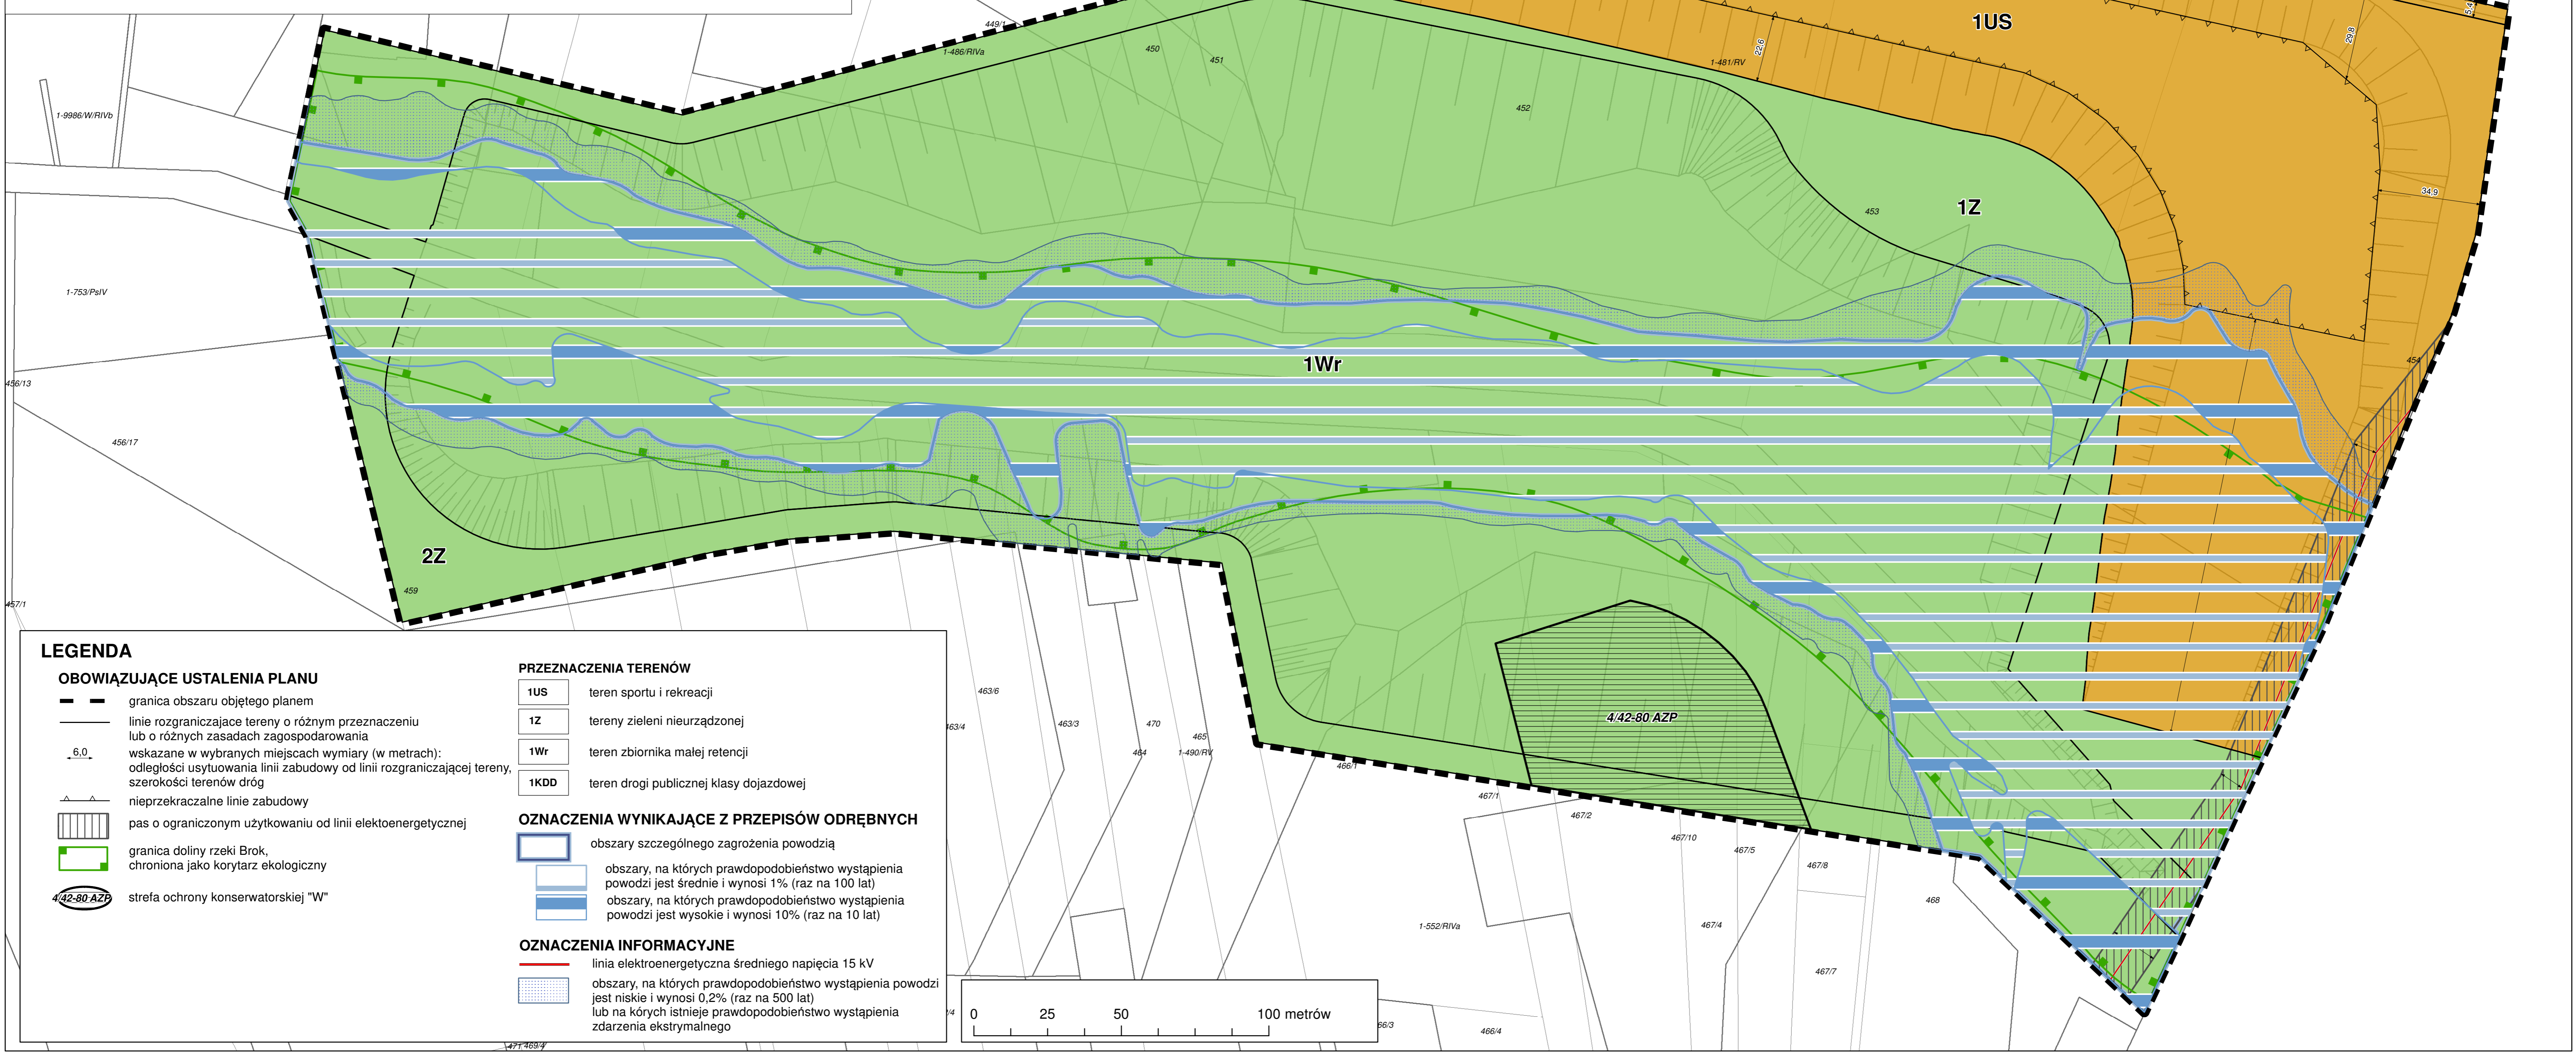 449/1
1-486/RIVa
450
451
452
453
1-481/RV
22,6
1US
29,8
5,4
34,9
454
1-9986/W/RIVb
1-753/PsIV
456/13
456/17
457/1
459
1Z
1Wr
2Z
4/42-80 AZP
463/6
463/4
463/3
470
464
465
1-490/RV
466/1
467/1
467/2
467/10
467/5
467/8
467/4
467/7
468
1-552/RIVa
466/4
66/3
471
469/4
LEGENDA
OBOWIĄZUJĄCE USTALENIA PLANU
granica obszaru objętego planem
linie rozgraniczajace tereny o różnym przeznaczeniu
lub o różnych zasadach zagospodarowania
6,0
wskazane w wybranych miejscach wymiary (w metrach):
odległości usytuowania linii zabudowy od linii rozgraniczającej tereny,
szerokości terenów dróg
nieprzekraczalne linie zabudowy
pas o ograniczonym użytkowaniu od linii elektoenergetycznej
granica doliny rzeki Brok,
chroniona jako korytarz ekologiczny
4/42-80 AZP
strefa ochrony konserwatorskiej "W"
PRZEZNACZENIA TERENÓW
1US teren sportu i rekreacji
1Z tereny zieleni nieurządzonej
1Wr teren zbiornika małej retencji
1KDD teren drogi publicznej klasy dojazdowej
OZNACZENIA WYNIKAJĄCE Z PRZEPISÓW ODRĘBNYCH
obszary szczególnego zagrożenia powodzią
obszary, na których prawdopodobieństwo wystąpienia
powodzi jest średnie i wynosi 1% (raz na 100 lat)
obszary, na których prawdopodobieństwo wystąpienia
powodzi jest wysokie i wynosi 10% (raz na 10 lat)
OZNACZENIA INFORMACYJNE
linia elektroenergetyczna średniego napięcia 15 kV
obszary, na których prawdopodobieństwo wystąpienia powodzi
jest niskie i wynosi 0,2% (raz na 500 lat)
lub na kórych istnieje prawdopodobieństwo wystąpienia
zdarzenia ekstrymalnego
0 25 50 100 metrów